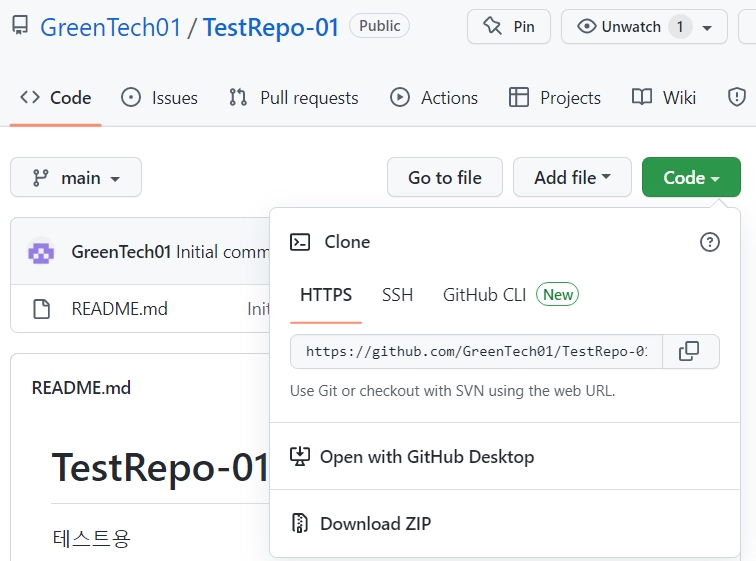 GreenTech01 / TestRepo-01 Public Pin Unwatch 1
Code Issues Pull requests Actions Projects Wiki
main Go to file Add file Code
GreenTech01 Initial comm
README.md Init
Clone
HTTPS SSH GitHub CLI New
https://github.com/GreenTech01/TestRepo-01
Use Git or checkout with SVN using the web URL.
Open with GitHub Desktop
Download ZIP
README.md
TestRepo-01
테스트용